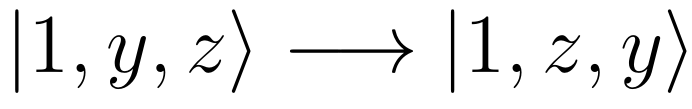 |1, y, z⟩ ⟶ |1, z, y⟩